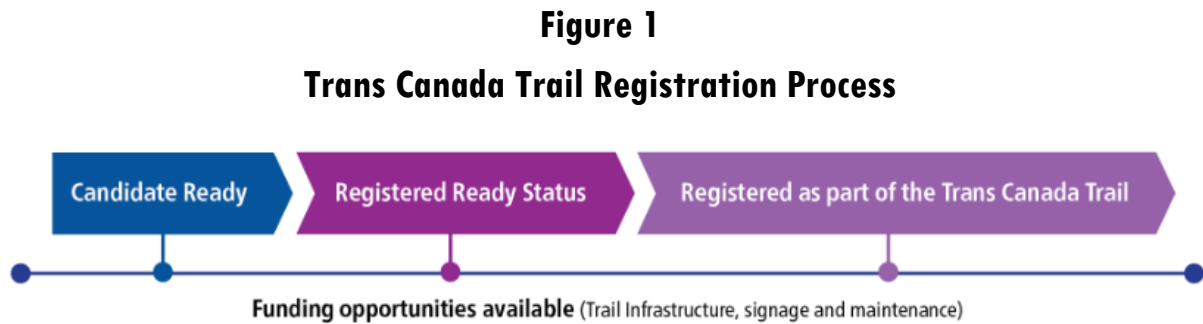 Figure 1
Trans Canada Trail Registration Process
Candidate Ready
Registered Ready Status
Registered as part of the Trans Canada Trail
Funding opportunities available (Trail Infrastructure, signage and maintenance)